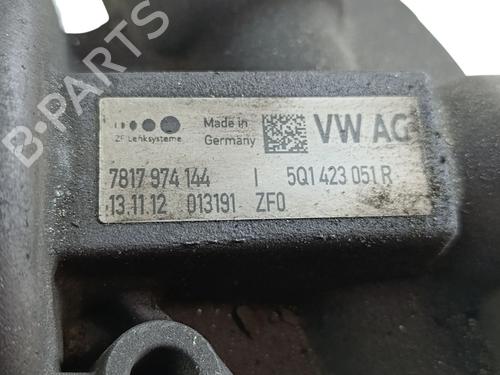 B-PARTS
ZF Lenksysteme
Made in
Germany
VW AG
7817 974 144 I 5Q1 423 051 R
13.11.12 013191 ZF0